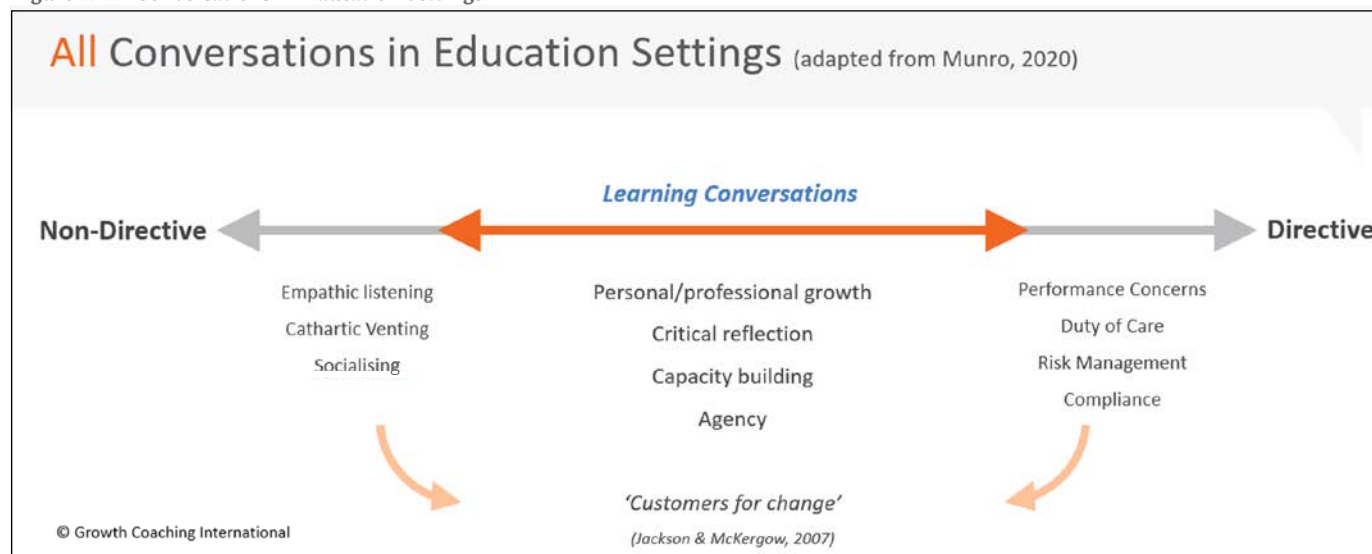 All Conversations in Education Settings (adapted from Munro, 2020)
Learning Conversations
Non-Directive
Directive
Empathic listening
Cathartic Venting
Socialising
Personal/professional growth
Critical reflection
Capacity building
Agency
Performance Concerns
Duty of Care
Risk Management
Compliance
'Customers for change'
(Jackson & McKergow, 2007)
© Growth Coaching International